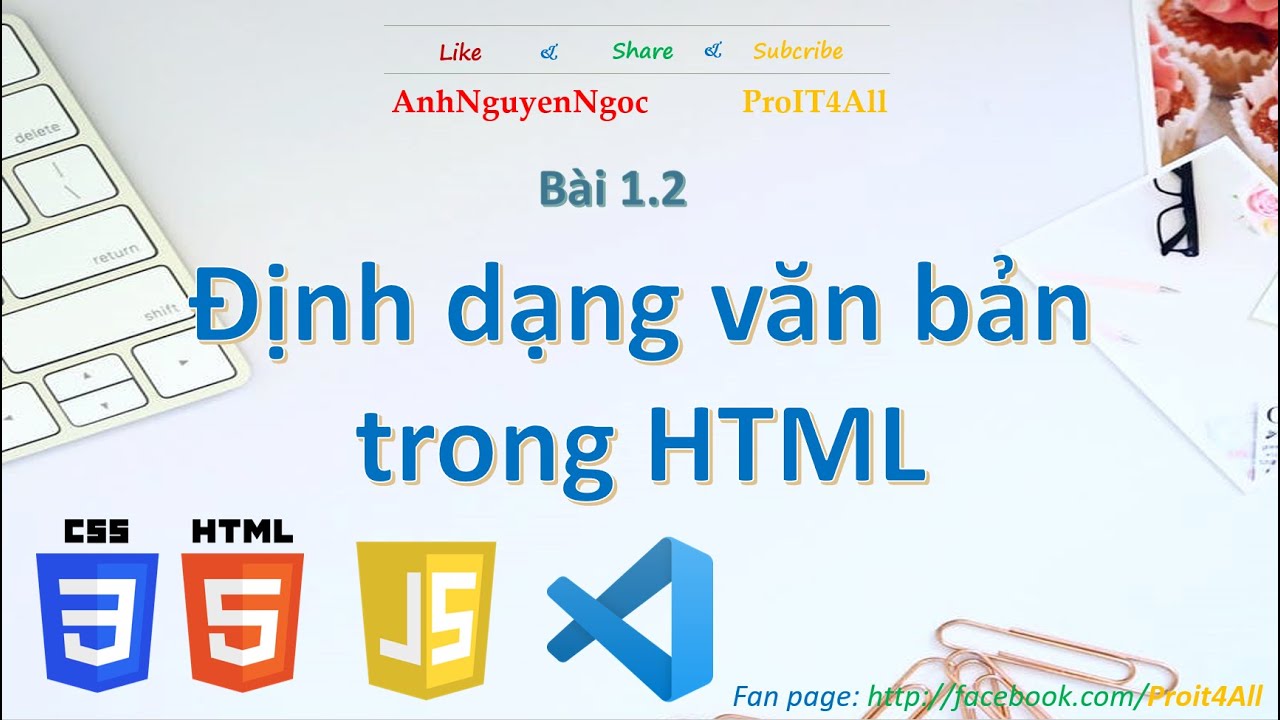 Like & Share & Subcribe
AnhNguyenNgoc ProIT4All
Bài 1.2
Định dạng văn bản
trong HTML
delete
return
shift
CSS HTML
3 5 JS
Fan page: http://facebook.com/Proit4All